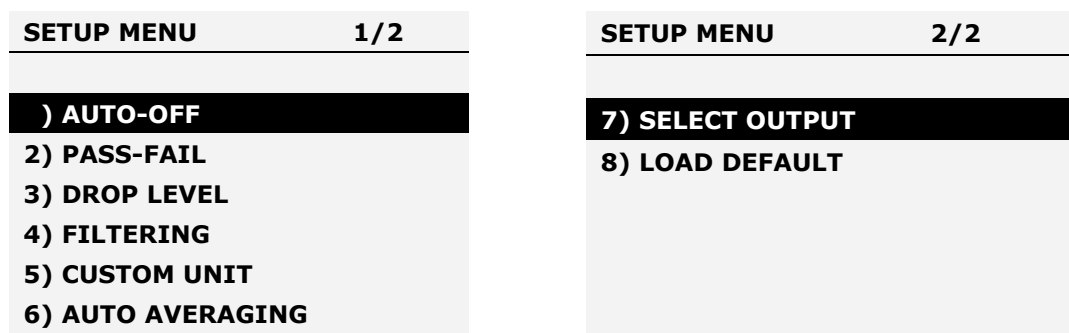 SETUP MENU 1/2
) AUTO-OFF
2) PASS-FAIL
3) DROP LEVEL
4) FILTERING
5) CUSTOM UNIT
6) AUTO AVERAGING
SETUP MENU 2/2
7) SELECT OUTPUT
8) LOAD DEFAULT